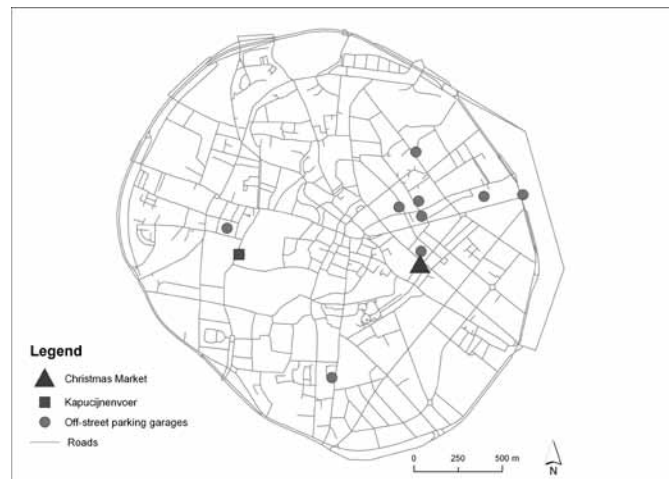 Legend
Christmas Market
Kapucijnenvoer
Off-street parking garages
Roads
0 250 500 m
N